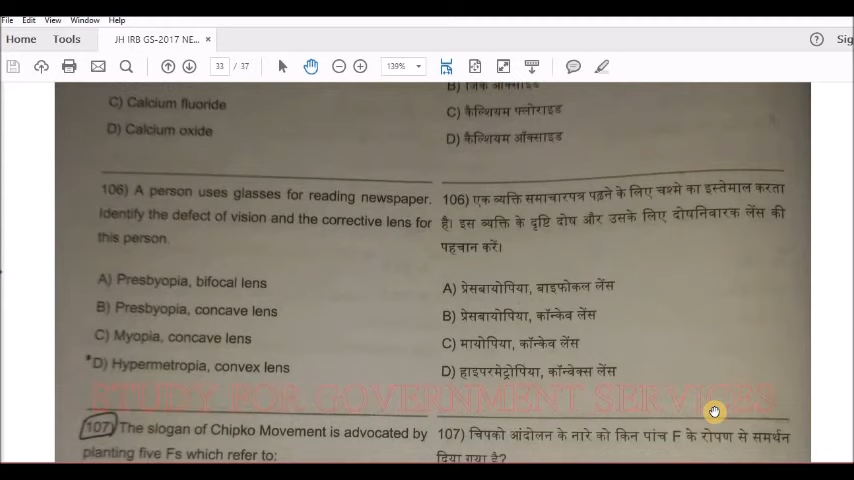 File Edit View Window Help
Home Tools JH IRB GS-2017 NE... × ? Sig
33 / 37 139%
C) Calcium fluoride
D) Calcium oxide
B) जिंक ऑक्साइड
C) कैल्शियम फ्लोराइड
D) कैल्शियम ऑक्साइड
106) A person uses glasses for reading newspaper.
Identify the defect of vision and the corrective lens for
this person.
A) Presbyopia, bifocal lens
B) Presbyopia, concave lens
C) Myopia, concave lens
D) Hypermetropia, convex lens
106) एक व्यक्ति समाचारपत्र पढ़ने के लिए चश्मे का इस्तेमाल करता
है। इस व्यक्ति के दृष्टि दोष और उसके लिए दोषनिवारक लेंस की
पहचान करें।
A) प्रेसबायोपिया, बाइफोकल लेंस
B) प्रेसबायोपिया, कॉन्केव लेंस
C) मायोपिया, कॉन्केव लेंस
D) हाइपरमेट्रोपिया, कॉन्वेक्स लेंस
STUDY FOR GOVERNMENT SERVICES
107) The slogan of Chipko Movement is advocated by
planting five Fs which refer to:
107) चिपको आंदोलन के नारे को किन पांच F के रोपण से समर्थन
दिया गया है?